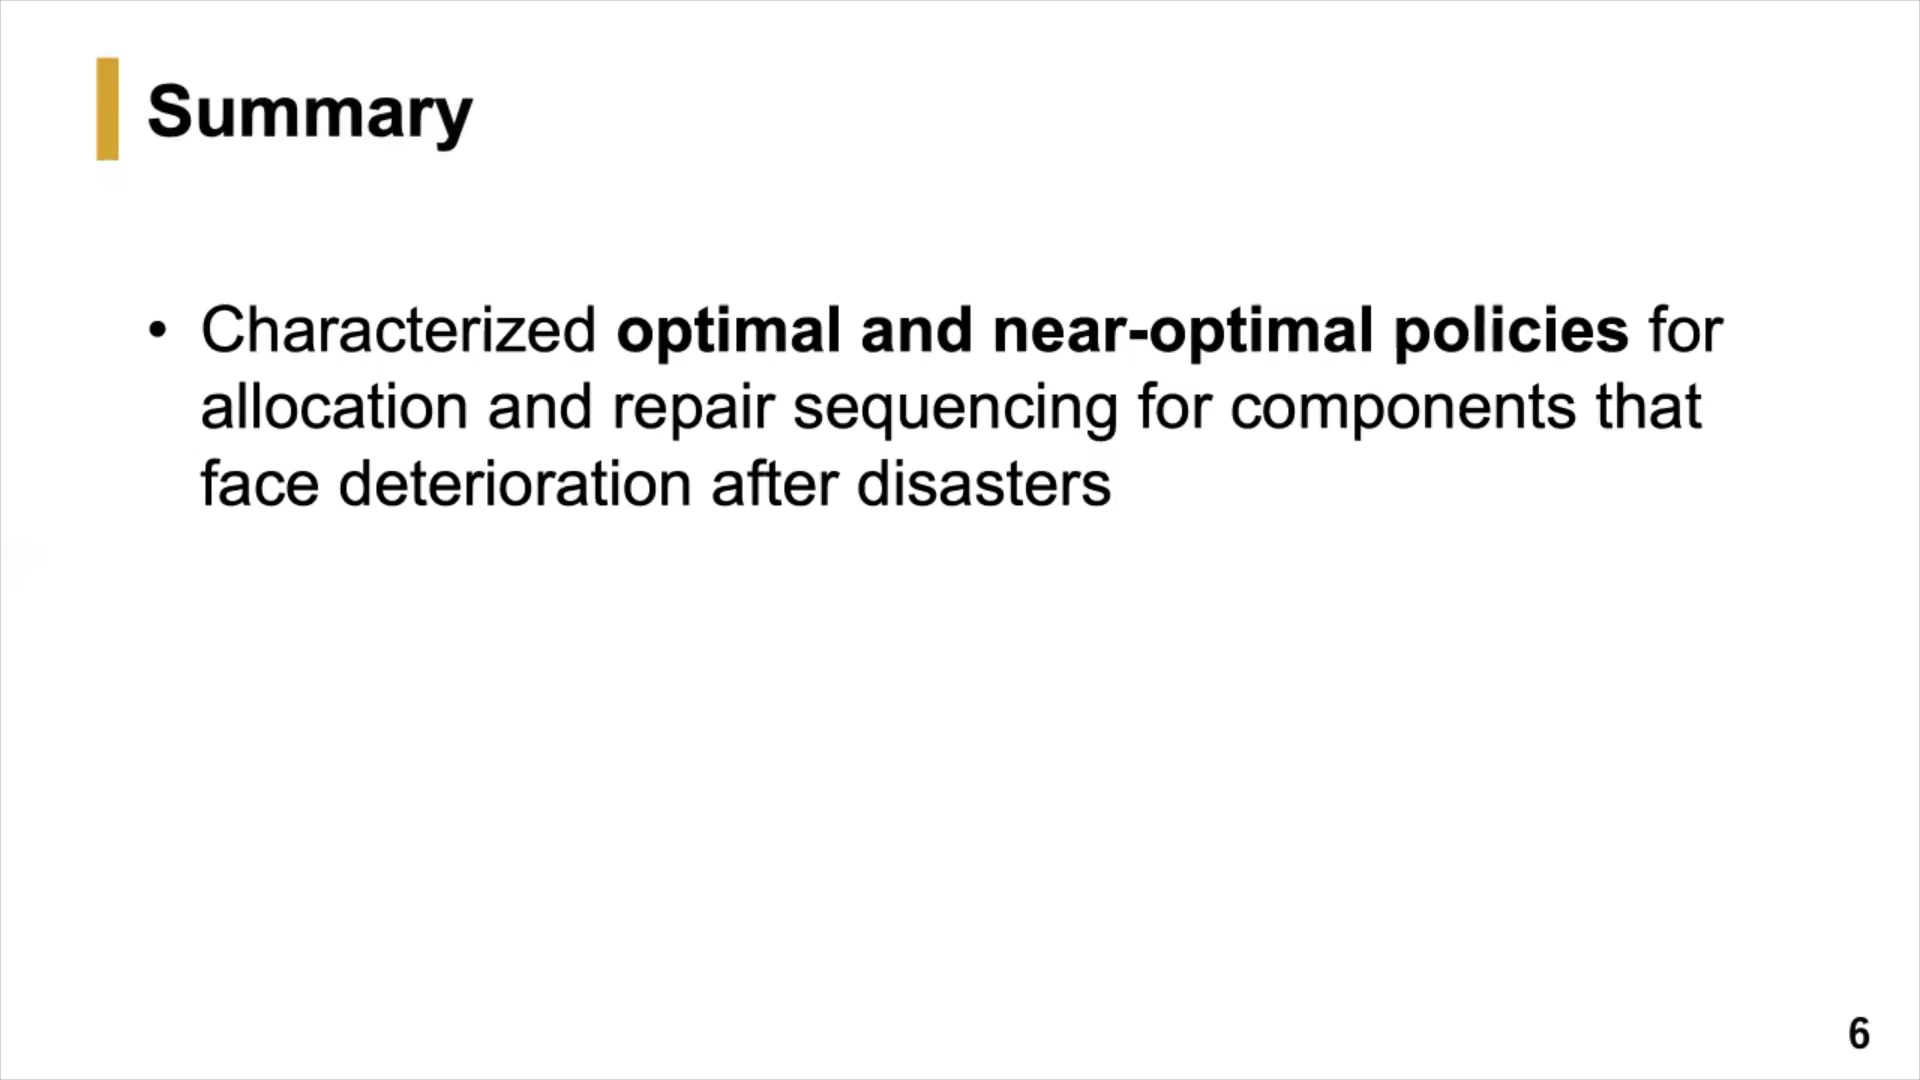 Summary
• Characterized optimal and near-optimal policies for
allocation and repair sequencing for components that
face deterioration after disasters
6